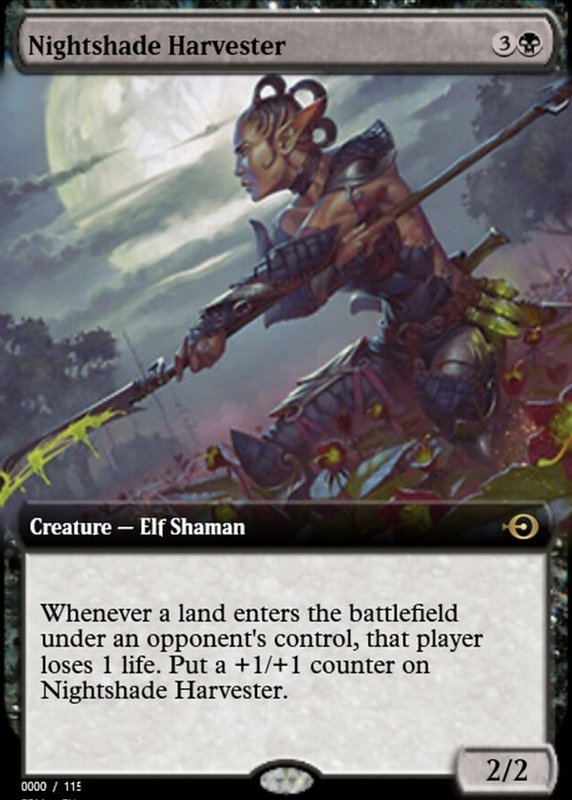 Nightshade Harvester 3
Creature — Elf Shaman
Whenever a land enters the battlefield
under an opponent's control, that player
loses 1 life. Put a +1/+1 counter on
Nightshade Harvester.
2/2
0000 / 115